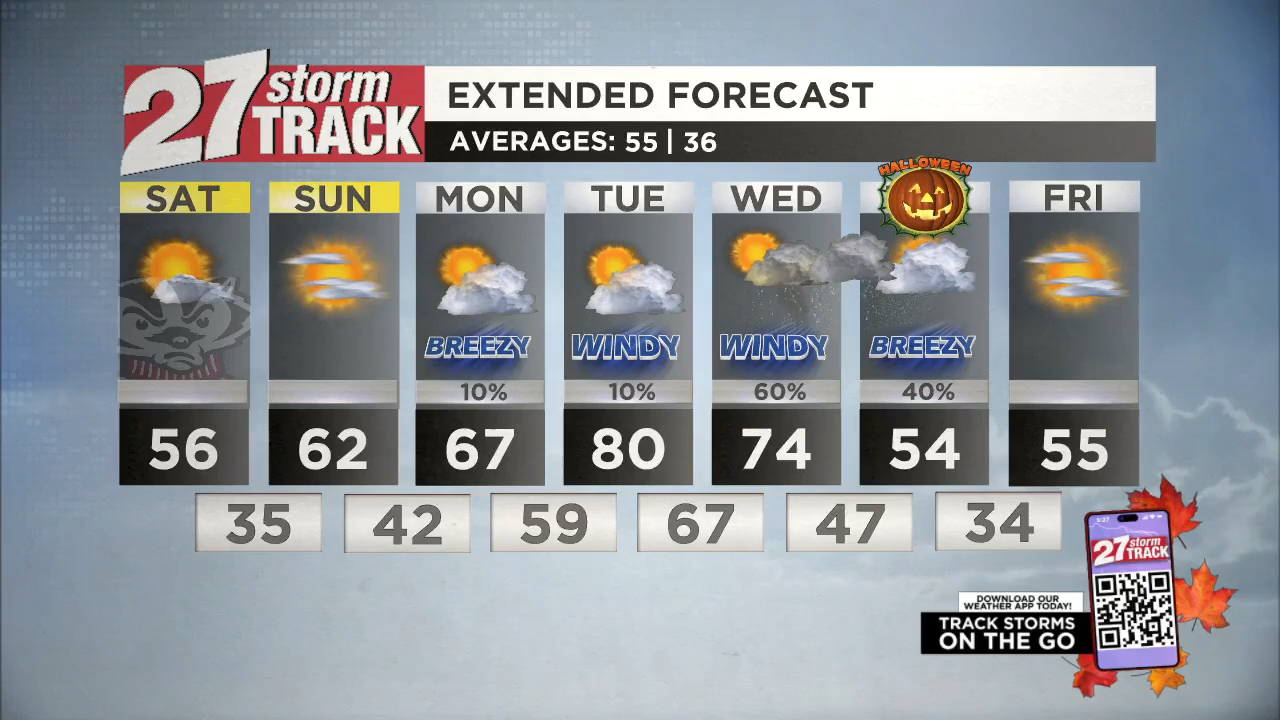 27 storm TRACK
EXTENDED FORECAST
AVERAGES: 55 | 36
HALLOWEEN
SAT SUN MON TUE WED FRI
BREEZY WINDY WINDY BREEZY
10% 10% 60% 40%
56 62 67 80 74 54 55
35 42 59 67 47 34
27 storm TRACK
DOWNLOAD OUR
WEATHER APP TODAY!
TRACK STORMS
ON THE GO